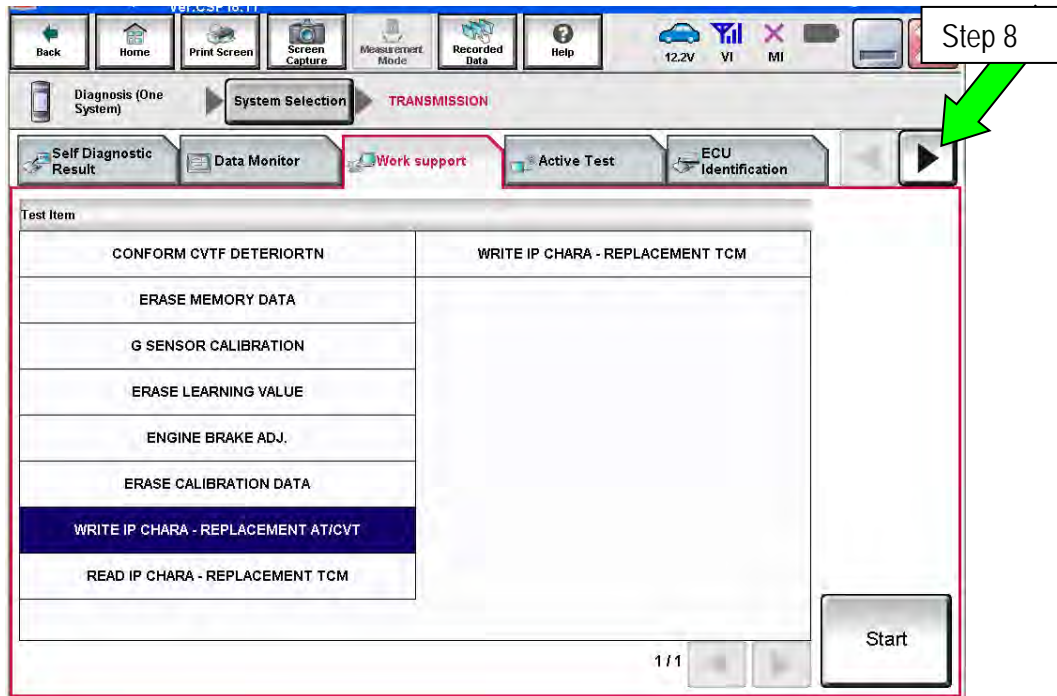 Step 8
Back
Home
Print Screen
Screen
Capture
Measurement
Mode
Recorded
Data
Help
12.2V
VI
MI
Diagnosis (One
System)
System Selection
TRANSMISSION
Self Diagnostic
Result
Data Monitor
Work support
Active Test
ECU
Identification
Test Item
CONFORM CVTF DETERIORTN
WRITE IP CHARA - REPLACEMENT TCM
ERASE MEMORY DATA
G SENSOR CALIBRATION
ERASE LEARNING VALUE
ENGINE BRAKE ADJ.
ERASE CALIBRATION DATA
WRITE IP CHARA - REPLACEMENT AT/CVT
READ IP CHARA - REPLACEMENT TCM
1/1
Start